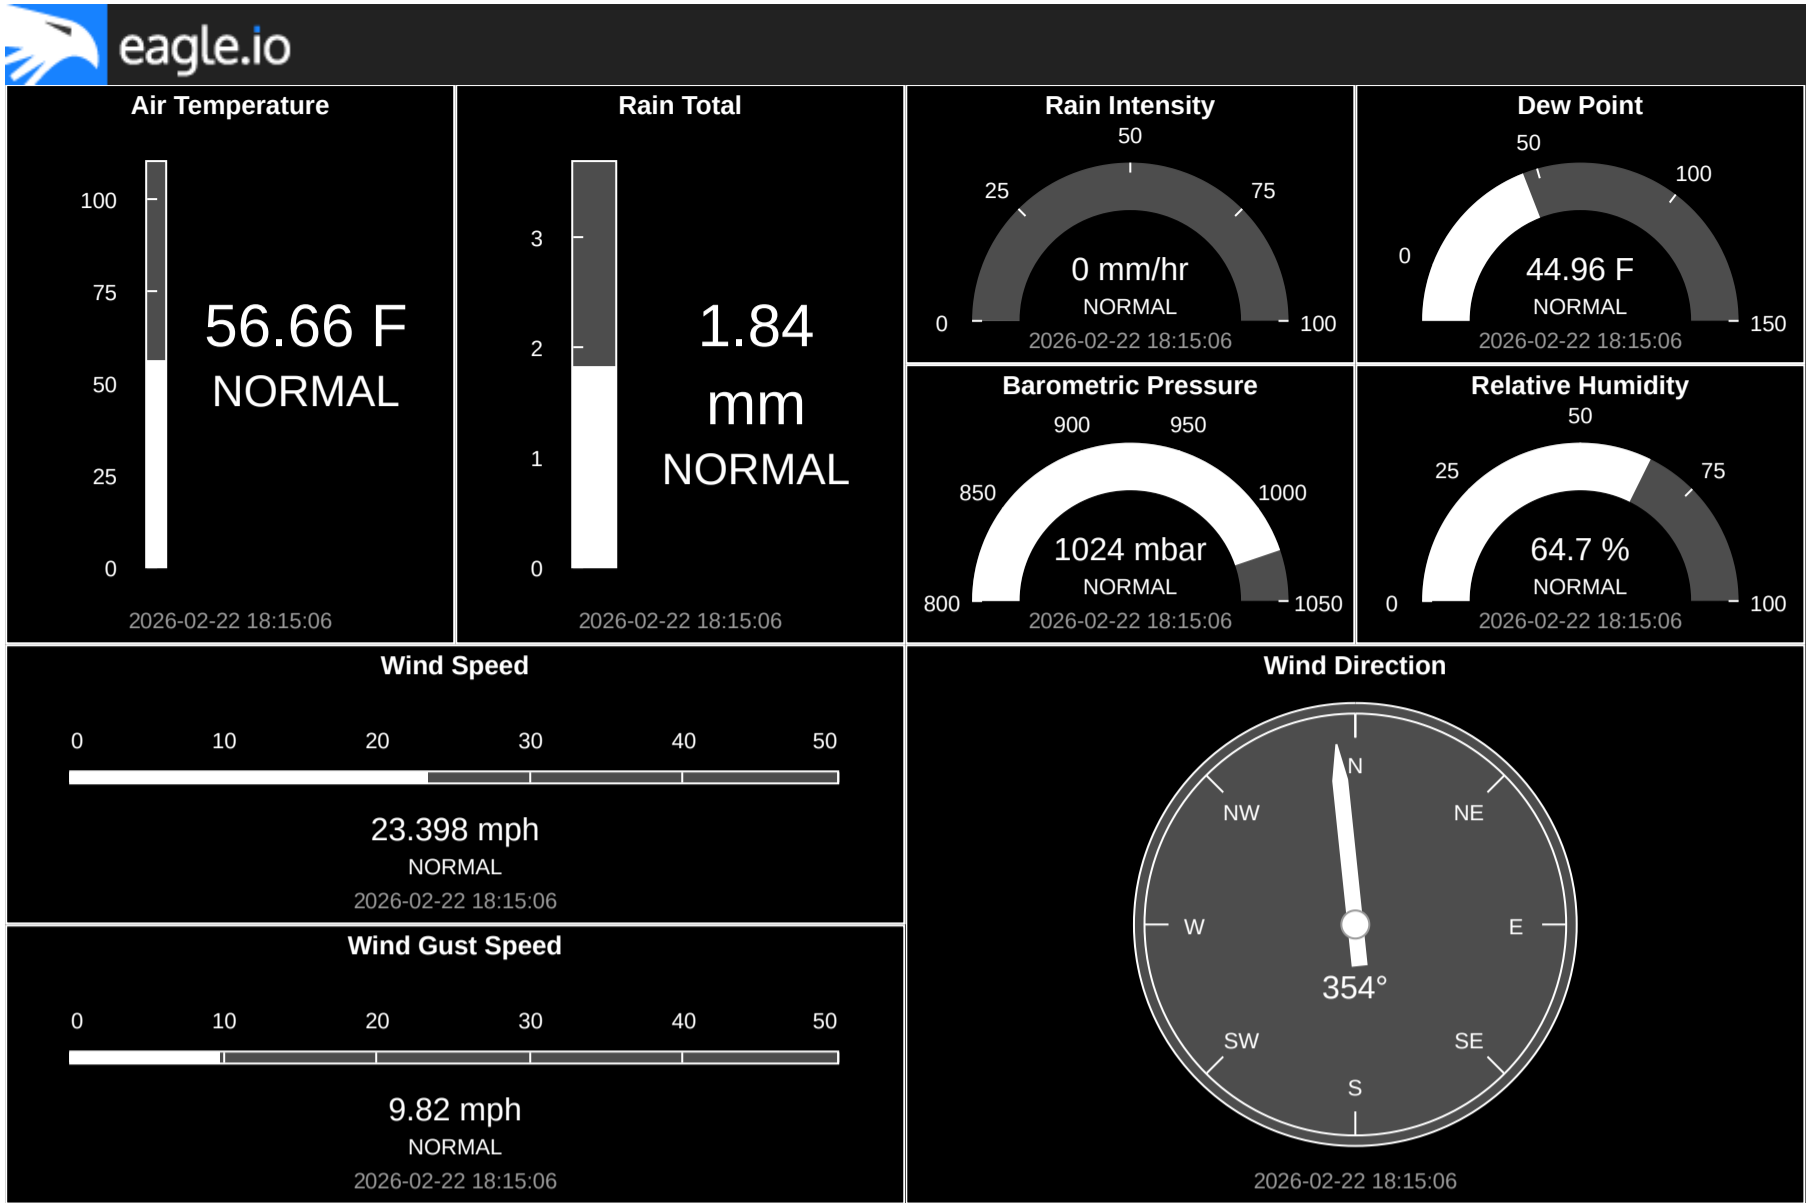 eagle.io
Air Temperature
100
75
50
25
0
56.66 F
NORMAL
2026-02-22 18:15:06
Rain Total
3
2
1
0
1.84
mm
NORMAL
2026-02-22 18:15:06
Rain Intensity
50
25
75
0
100
0 mm/hr
NORMAL
2026-02-22 18:15:06
Dew Point
50
100
0
150
44.96 F
NORMAL
2026-02-22 18:15:06
Barometric Pressure
900
950
850
1000
800
1050
1024 mbar
NORMAL
2026-02-22 18:15:06
Relative Humidity
50
25
75
0
100
64.7 %
NORMAL
2026-02-22 18:15:06
Wind Speed
0 10 20 30 40 50
23.398 mph
NORMAL
2026-02-22 18:15:06
Wind Gust Speed
0 10 20 30 40 50
9.82 mph
NORMAL
2026-02-22 18:15:06
Wind Direction
N
NW NE
W E
354°
SW SE
S
2026-02-22 18:15:06